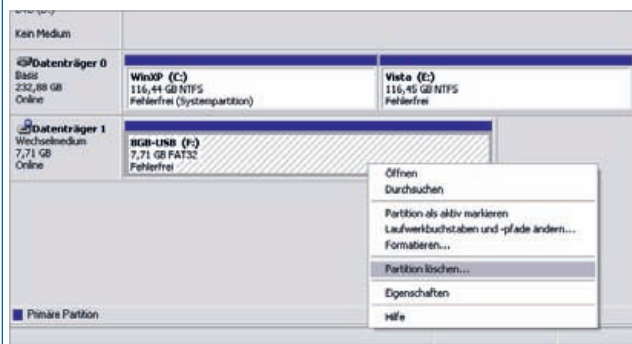 Kein Medium
Datenträger 0
Basis
232,88 GB
Online
WinXP (C:)
116,44 GB NTFS
Fehlerfrei (Systempartition)
Vista (E:)
116,45 GB NTFS
Fehlerfrei
Datenträger 1
Wechselmedium
7,71 GB
Online
8GB-USB (F:)
7,71 GB FAT32
Fehlerfrei
Öffnen
Durchsuchen
Partition als aktiv markieren
Laufwerkbuchstaben und -pfade ändern...
Formatieren...
Partition löschen...
Eigenschaften
Hilfe
Primäre Partition